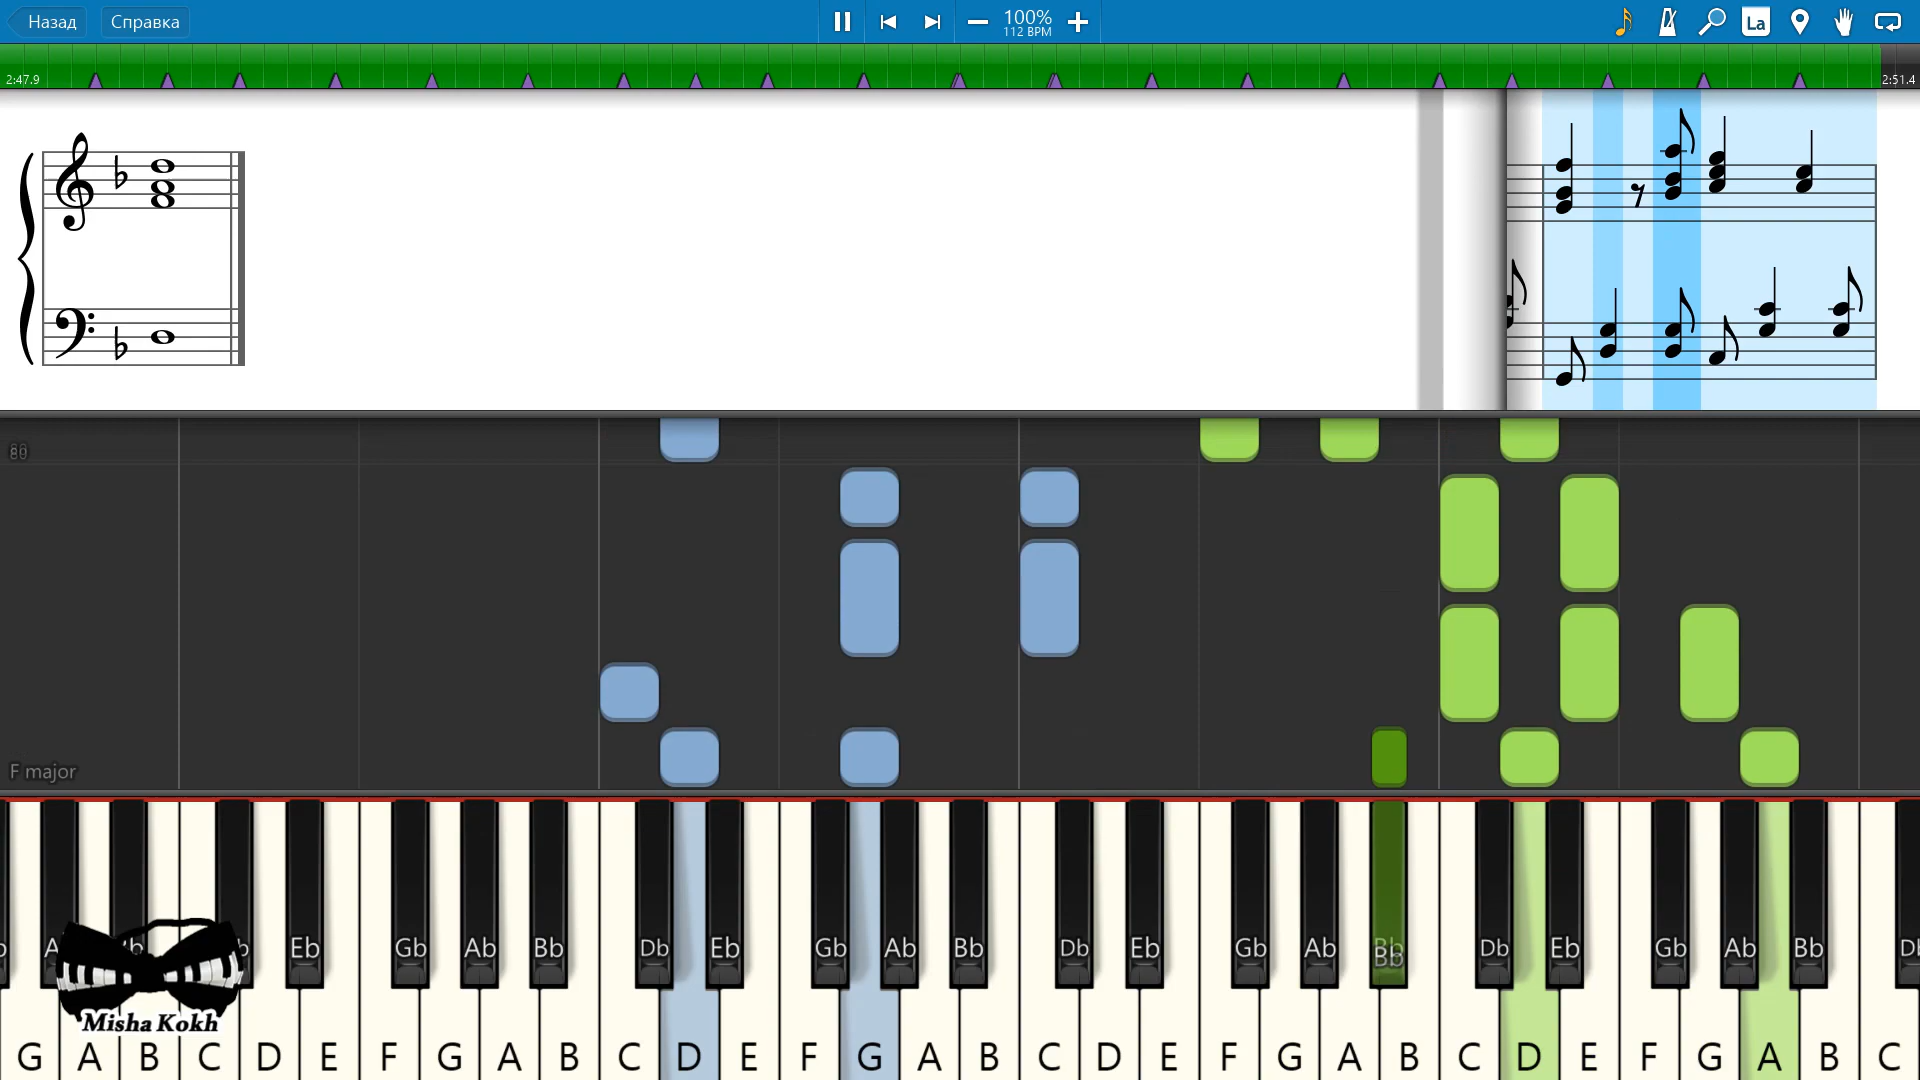 Назад Справка 100% La
112 BPM
2:47.9 2:51.4
80
F major
Eb Gb Ab Bb Db Eb Gb Ab Bb Db Eb Gb Ab Bb Db Eb Gb Ab Bb
Misha Kokh
G A B C D E F G A B C D E F G A B C D E F G A B C D E F G A B C